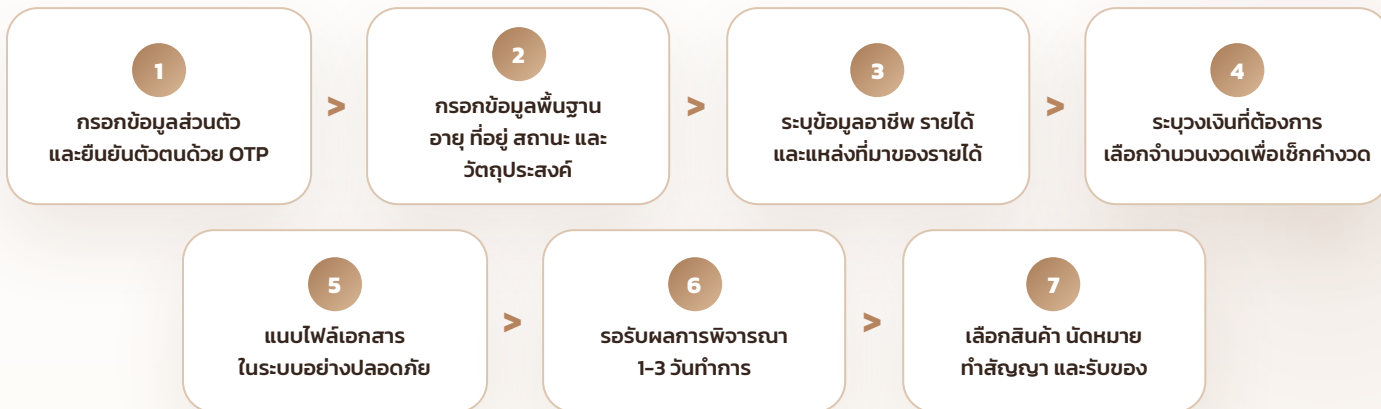 1
กรอกข้อมูลส่วนตัว
และยืนยันตัวตนด้วย OTP
>
2
กรอกข้อมูลพื้นฐาน
อายุ ที่อยู่ สถานะ และ
วัตถุประสงค์
>
3
ระบุข้อมูลอาชีพ รายได้
และแหล่งที่มาของรายได้
>
4
ระบุวงเงินที่ต้องการ
เลือกจำนวนงวดเพื่อเช็กค่างวด
5
แนบไฟล์เอกสาร
ในระบบอย่างปลอดภัย
>
6
รอรับผลการพิจารณา
1-3 วันทำการ
>
7
เลือกสินค้า นัดหมาย
ทำสัญญา และรับของ